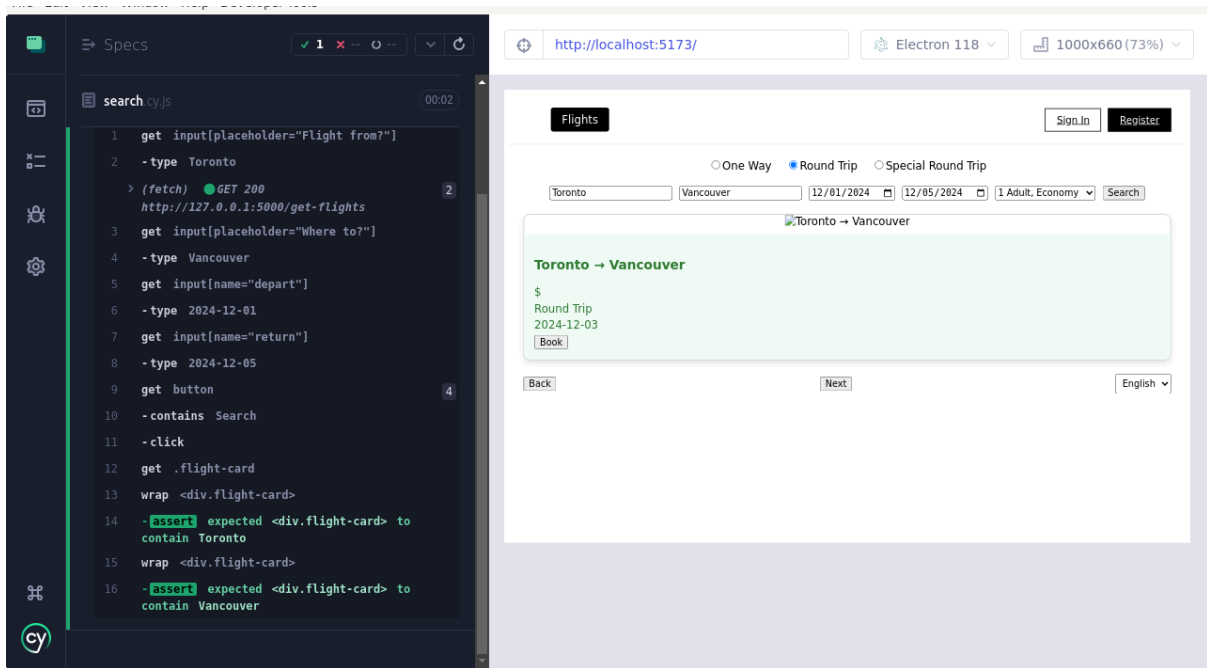 Specs
1 -- --
search.cy.js 00:02
1 get input[placeholder="Flight from?"]
2 -type Toronto
(fetch) GET 200 2
http://127.0.0.1:5000/get-flights
3 get input[placeholder="Where to?"]
4 -type Vancouver
5 get input[name="depart"]
6 -type 2024-12-01
7 get input[name="return"]
8 -type 2024-12-05
9 get button 4
10 -contains Search
11 -click
12 get .flight-card
13 wrap <div.flight-card>
14 -assert expected <div.flight-card> to
contain Toronto
15 wrap <div.flight-card>
16 -assert expected <div.flight-card> to
contain Vancouver
cy
http://localhost:5173/ Electron 118 1000x660 (73%)
Flights Sign In Register
One Way Round Trip Special Round Trip
Toronto Vancouver 12/01/2024 12/05/2024 1 Adult, Economy Search
Toronto → Vancouver
Toronto → Vancouver
$
Round Trip
2024-12-03
Book
Back Next English